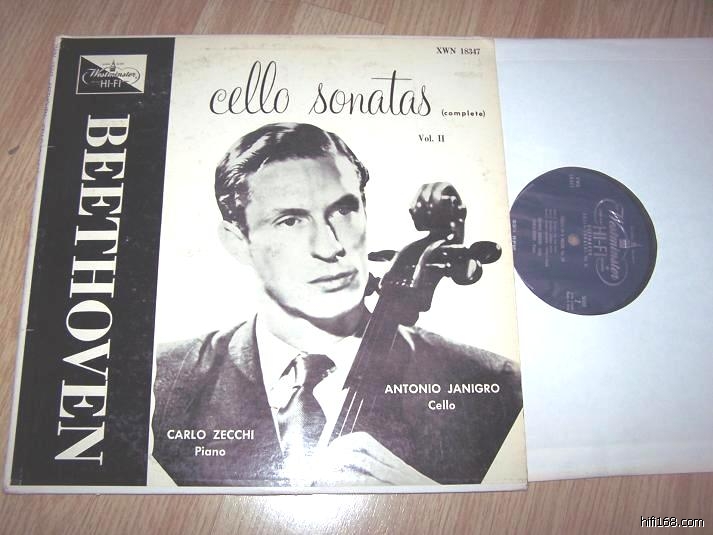 XWN 18347
Westminster
HI-FI
BEETHOVEN
cello sonatas (complete)
Vol. II
ANTONIO JANIGRO
Cello
CARLO ZECCHI
Piano
Westminster
HI-FI
hifi168.com